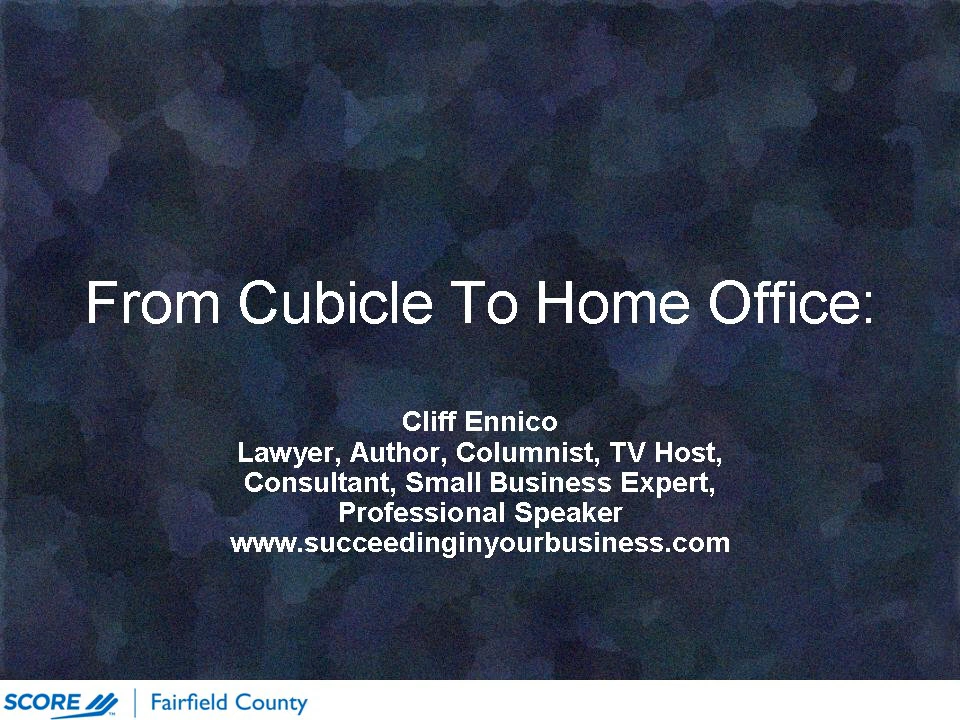 From Cubicle To Home Office:
Cliff Ennico
Lawyer, Author, Columnist, TV Host,
Consultant, Small Business Expert,
Professional Speaker
www.succeedinginyourbusiness.com
SCORE ™ | Fairfield County